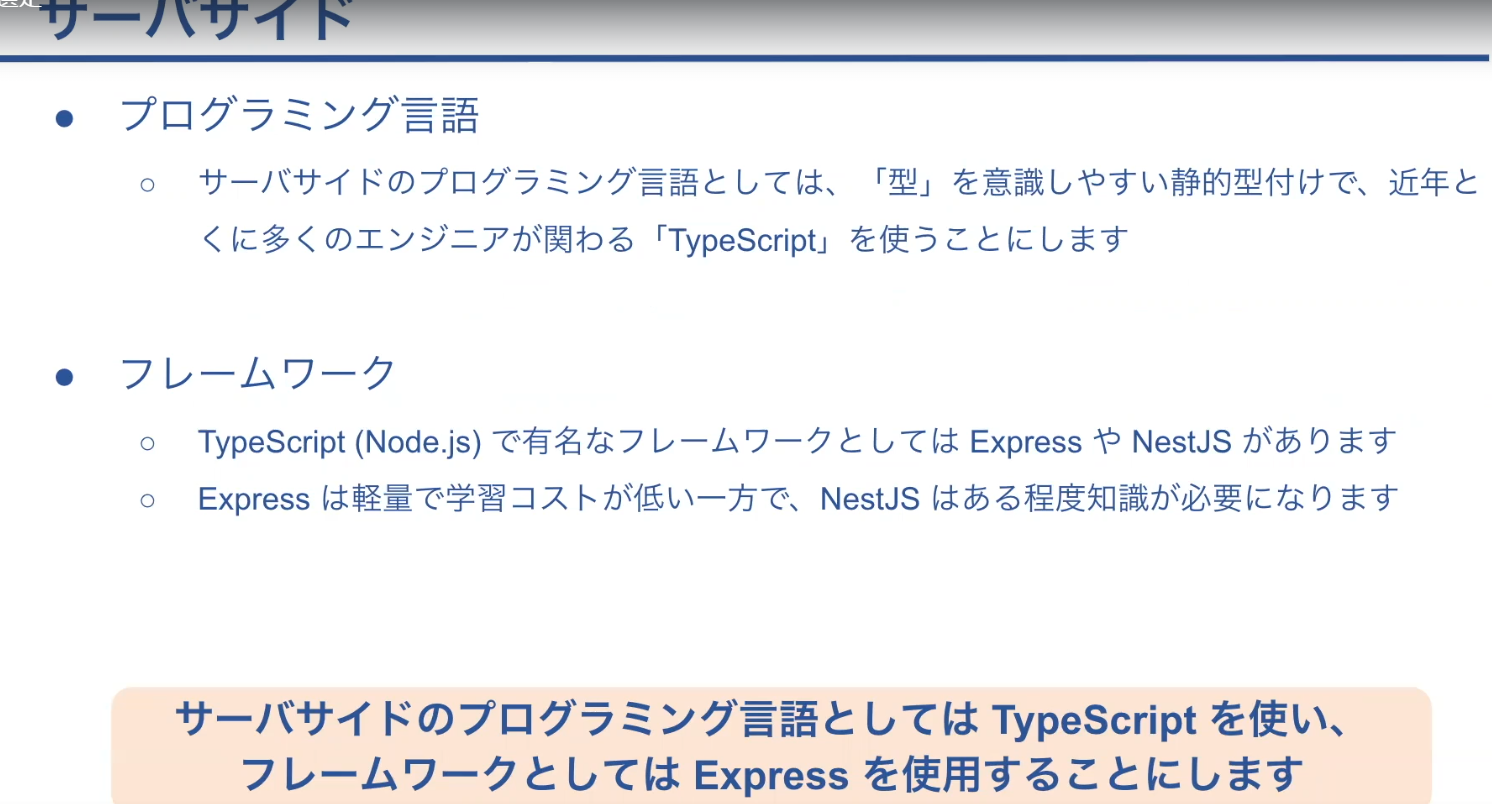 サーバサイド
● プログラミング言語
○ サーバサイドのプログラミング言語としては、「型」を意識しやすい静的型付けで、近年と
くに多くのエンジニアが関わる「TypeScript」を使うことにします
● フレームワーク
○ TypeScript (Node.js) で有名なフレームワークとしては Express や NestJS があります
○ Express は軽量で学習コストが低い一方で、NestJS はある程度知識が必要になります
サーバサイドのプログラミング言語としては TypeScript を使い、
フレームワークとしては Express を使用することにします